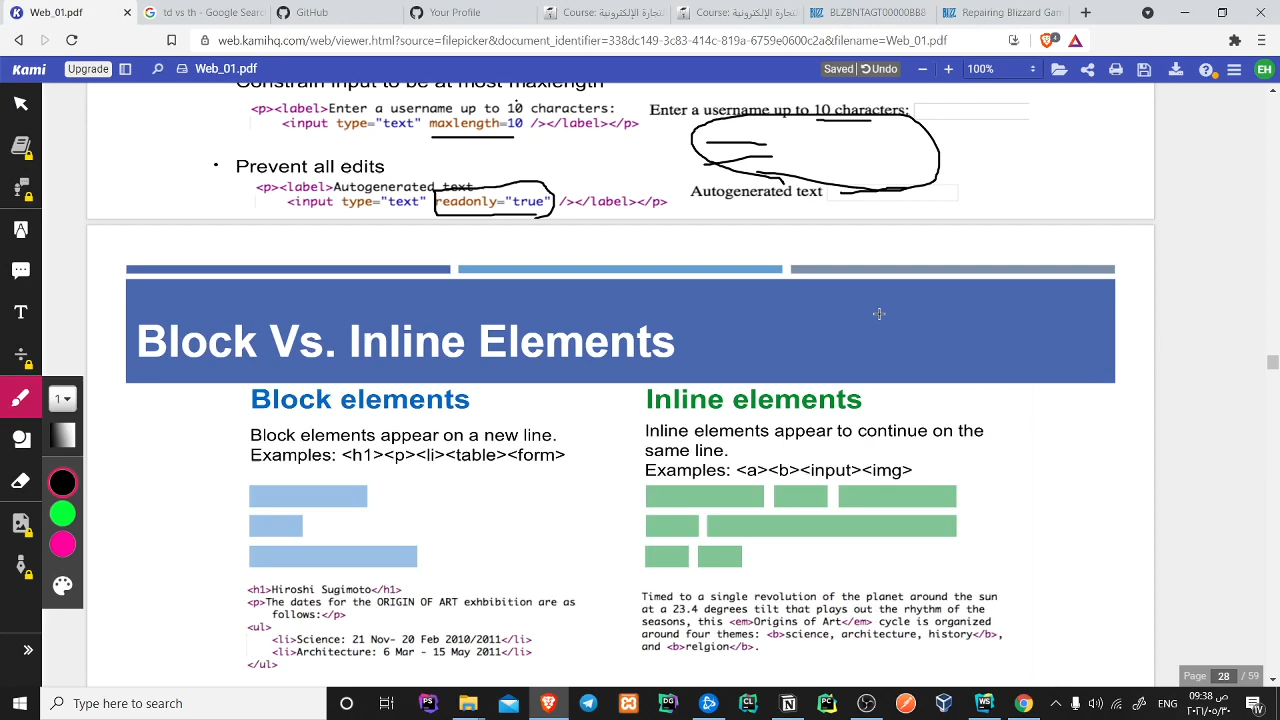 Brave
td vs th - Google Search
GitHub
Your Profile
Course: التجارة الإلكترونية
Course: التجارة الإلكترونية
BLZENTAGT00000BB8
Repairing Blizzard Gam
web.kamihq.com/web/viewer.html?source=filepicker&document_identifier=338dc149-3c83-414c-819a-6759e0600c2a&filename=Web_01.pdf
4
Kami
Upgrade
Web_01.pdf
Saved
Undo
100%
EH
Constrain input to be at most maxlength
<p><label>Enter a username up to 10 characters:
<input type="text" maxlength=10 /></label></p>
Enter a username up to 10 characters:
• Prevent all edits
<p><label>Autogenerated text
<input type="text" readonly="true" /></label></p>
Autogenerated text
Block Vs. Inline Elements
Block elements
Block elements appear on a new line.
Examples: <h1><p><li><table><form>
<h1>Hiroshi Sugimoto</h1>
<p>The dates for the ORIGIN OF ART exhbibition are as
follows:</p>
<ul>
<li>Science: 21 Nov- 20 Feb 2010/2011</li>
<li>Architecture: 6 Mar - 15 May 2011</li>
</ul>
Inline elements
Inline elements appear to continue on the
same line.
Examples: <a><b><input><img>
Timed to a single revolution of the planet around the sun
at a 23.4 degrees tilt that plays out the rhythm of the
seasons, this <em>Origins of Art</em> cycle is organized
around four themes: <b>science, architecture, history</b>,
and <b>relgion</b>.
1
Page 28 / 59
Type here to search
PS
DG
CL
PC
WS
ENG